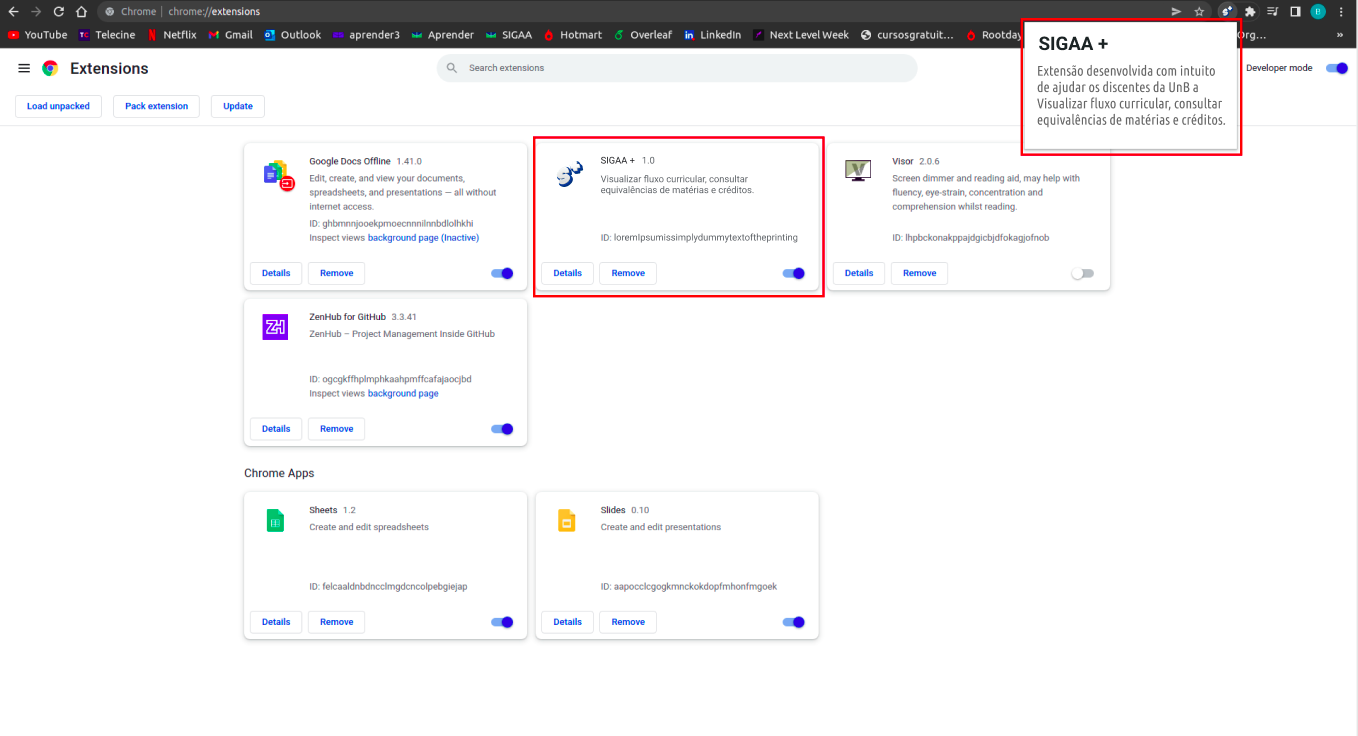 Chrome | chrome://extensions
YouTube Telecine Netflix Gmail Outlook aprender3 Aprender SIGAA Hotmart Overleaf LinkedIn Next Level Week cursosgratuit... Rootday Org... »
Extensions
Search extensions
Developer mode
SIGAA +
Extensão desenvolvida com intuito
de ajudar os discentes da UnB a
Visualizar fluxo curricular, consultar
equivalências de matérias e créditos.
Load unpacked Pack extension Update
Google Docs Offline 1.41.0
Edit, create, and view your documents,
spreadsheets, and presentations — all without
internet access.
ID: ghbmnnjooekpmoecnnnilnnbdlolhkhi
Inspect views background page (Inactive)
Details Remove
SIGAA + 1.0
Visualizar fluxo curricular, consultar
equivalências de matérias e créditos.
ID: loremIpsumissimplydummytextoftheprinting
Details Remove
Visor 2.0.6
Screen dimmer and reading aid, may help with
fluency, eye-strain, concentration and
comprehension whilst reading.
ID: lhpbckonakppajdgicbjdfokagjofnob
Details Remove
ZenHub for GitHub 3.3.41
ZenHub – Project Management Inside GitHub
ID: ogcgkffhplmphkaahpmffcafajaocjbd
Inspect views background page
Details Remove
Chrome Apps
Sheets 1.2
Create and edit spreadsheets
ID: felcaaldnbdncclmgdcncolpebgiejap
Details Remove
Slides 0.10
Create and edit presentations
ID: aapocclcgogkmnckokdopfmhonfmgoek
Details Remove